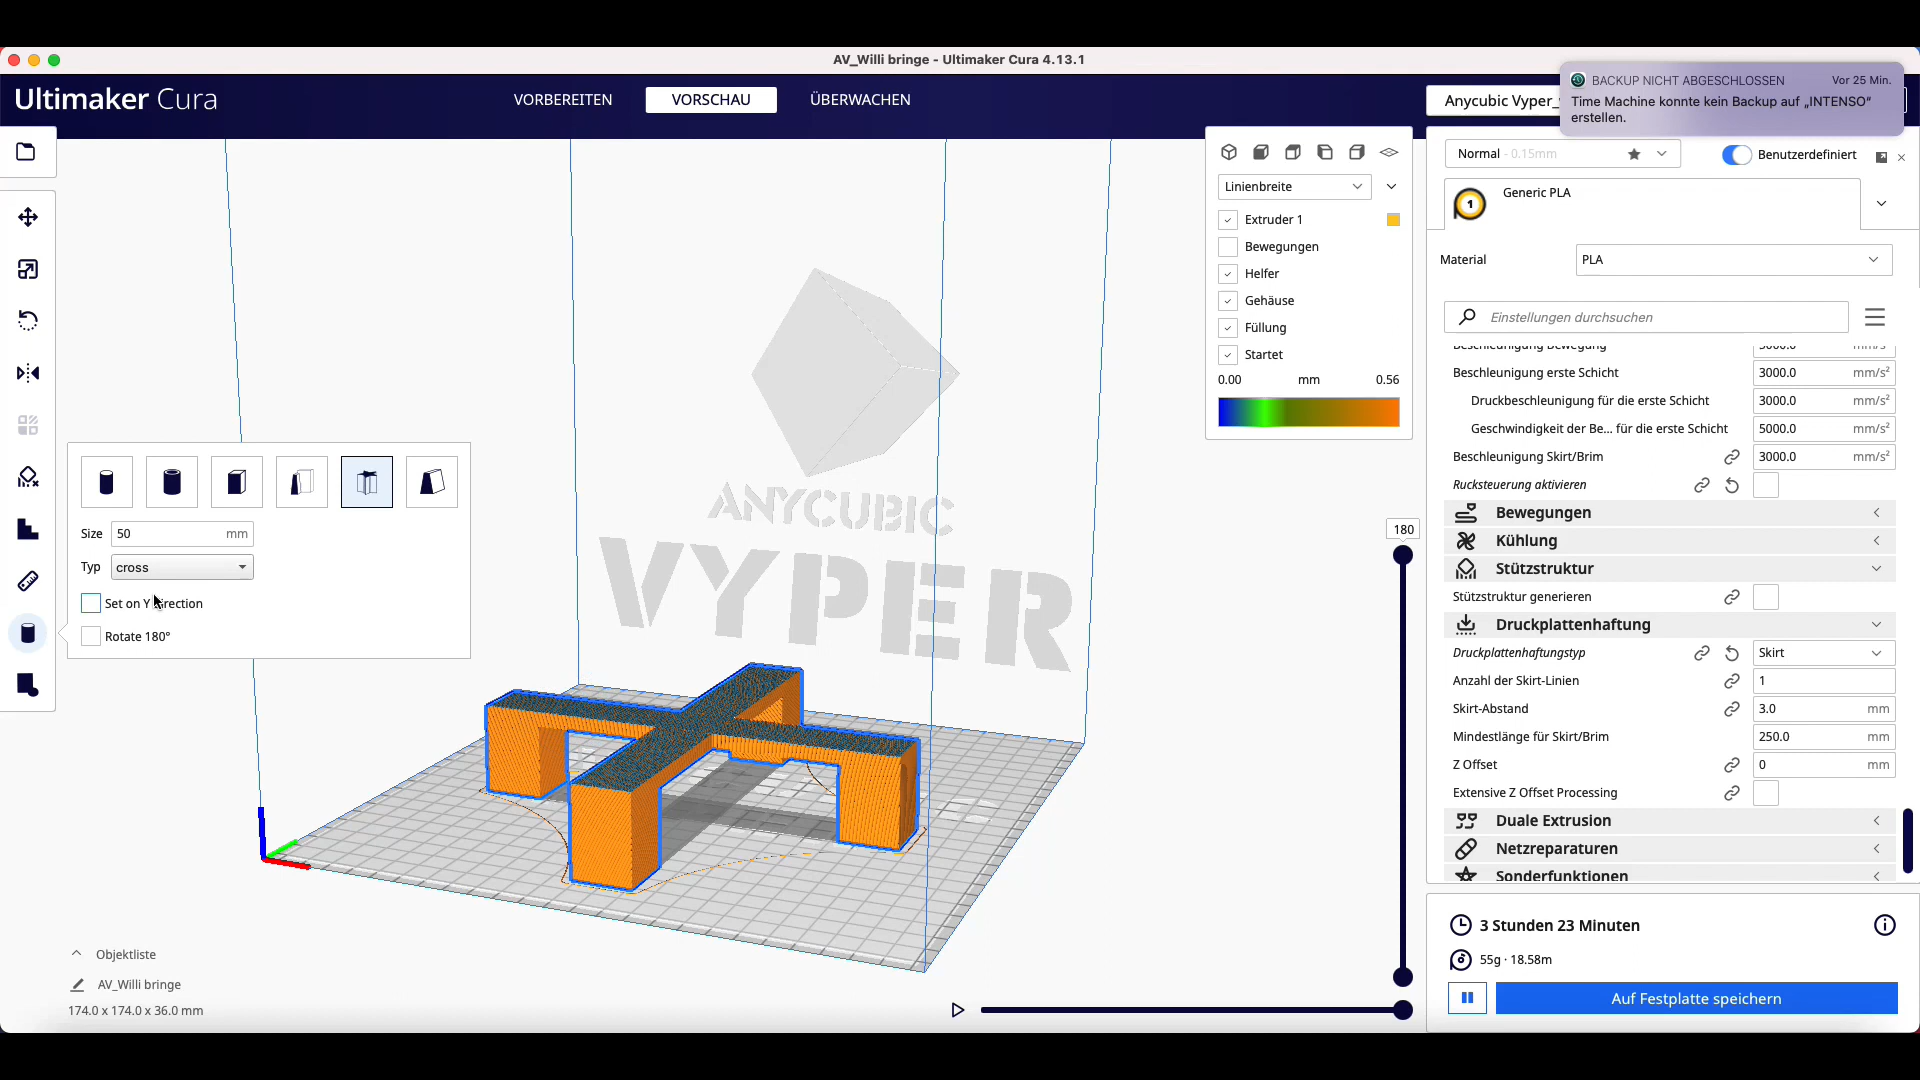 AV_Willi bringe - Ultimaker Cura 4.13.1
Ultimaker Cura
VORBEREITEN
VORSCHAU
ÜBERWACHEN
Anycubic Vyper_
BACKUP NICHT ABGESCHLOSSEN
Vor 25 Min.
Time Machine konnte kein Backup auf „INTENSO"
erstellen.
Normal - 0.15mm
Benutzerdefiniert
1
Generic PLA
Material
PLA
Einstellungen durchsuchen
Linienbreite
Extruder 1
Bewegungen
Helfer
Gehäuse
Füllung
Startet
0.00 mm 0.56
Size 50 mm
Typ cross
Set on Y
Rotate 180°
ANYCUBIC
VYPER
180
Beschleunigung Bewegung 5000.0 mm/s²
Beschleunigung erste Schicht 3000.0 mm/s²
Druckbeschleunigung für die erste Schicht 3000.0 mm/s²
Geschwindigkeit der Be... für die erste Schicht 5000.0 mm/s²
Beschleunigung Skirt/Brim 3000.0 mm/s²
Rucksteuerung aktivieren
Bewegungen
Kühlung
Stützstruktur
Stützstruktur generieren
Druckplattenhaftung
Druckplattenhaftungstyp Skirt
Anzahl der Skirt-Linien 1
Skirt-Abstand 3.0 mm
Mindestlänge für Skirt/Brim 250.0 mm
Z Offset 0 mm
Extensive Z Offset Processing
Duale Extrusion
Netzreparaturen
Sonderfunktionen
3 Stunden 23 Minuten
55g · 18.58m
Auf Festplatte speichern
Objektliste
AV_Willi bringe
174.0 x 174.0 x 36.0 mm